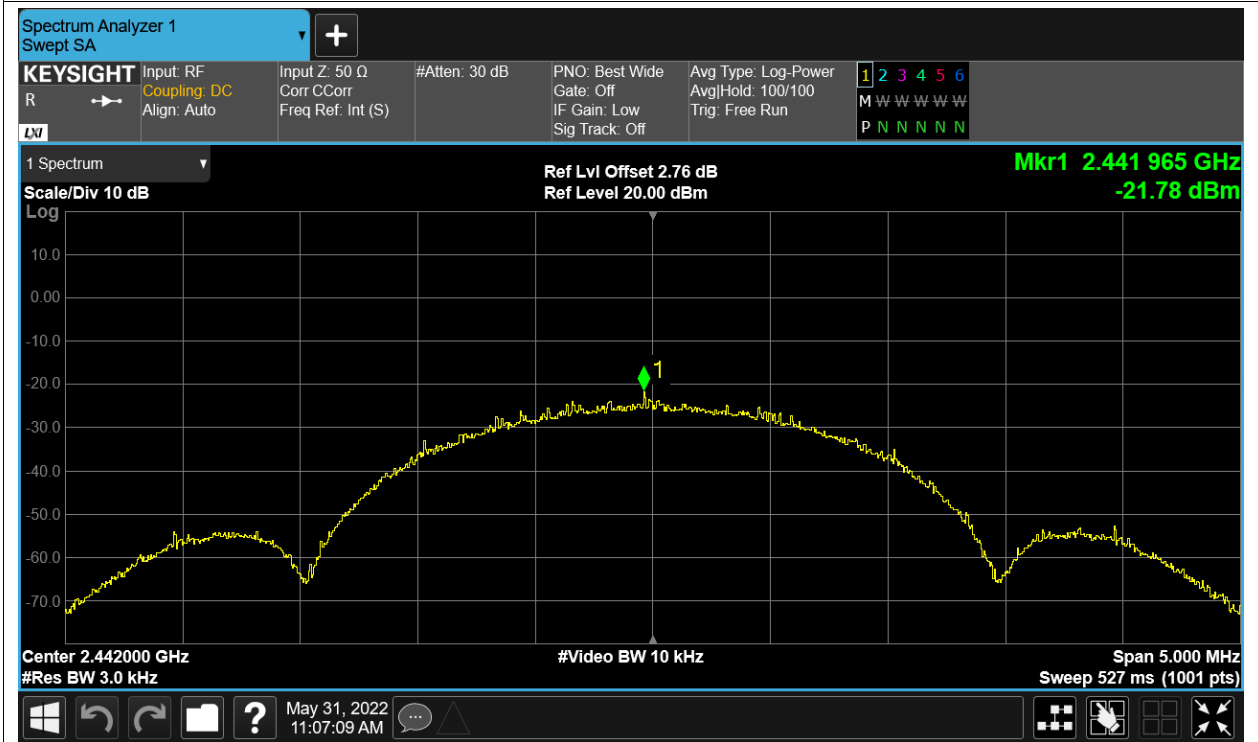 Spectrum Analyzer 1
Swept SA
+
KEYSIGHT
R
LXI
Input: RF
Coupling: DC
Align: Auto
Input Z: 50 Ω
Corr CCorr
Freq Ref: Int (S)
#Atten: 30 dB
PNO: Best Wide
Gate: Off
IF Gain: Low
Sig Track: Off
Avg Type: Log-Power
Avg|Hold: 100/100
Trig: Free Run
1 2 3 4 5 6
M W W W W W
P N N N N N
1 Spectrum
Scale/Div 10 dB
Log
Ref Lvl Offset 2.76 dB
Ref Level 20.00 dBm
Mkr1 2.441 965 GHz
-21.78 dBm
10.0
0.00
-10.0
1
-20.0
-30.0
-40.0
-50.0
-60.0
-70.0
Center 2.442000 GHz
#Res BW 3.0 kHz
#Video BW 10 kHz
Span 5.000 MHz
Sweep 527 ms (1001 pts)
?
May 31, 2022
11:07:09 AM